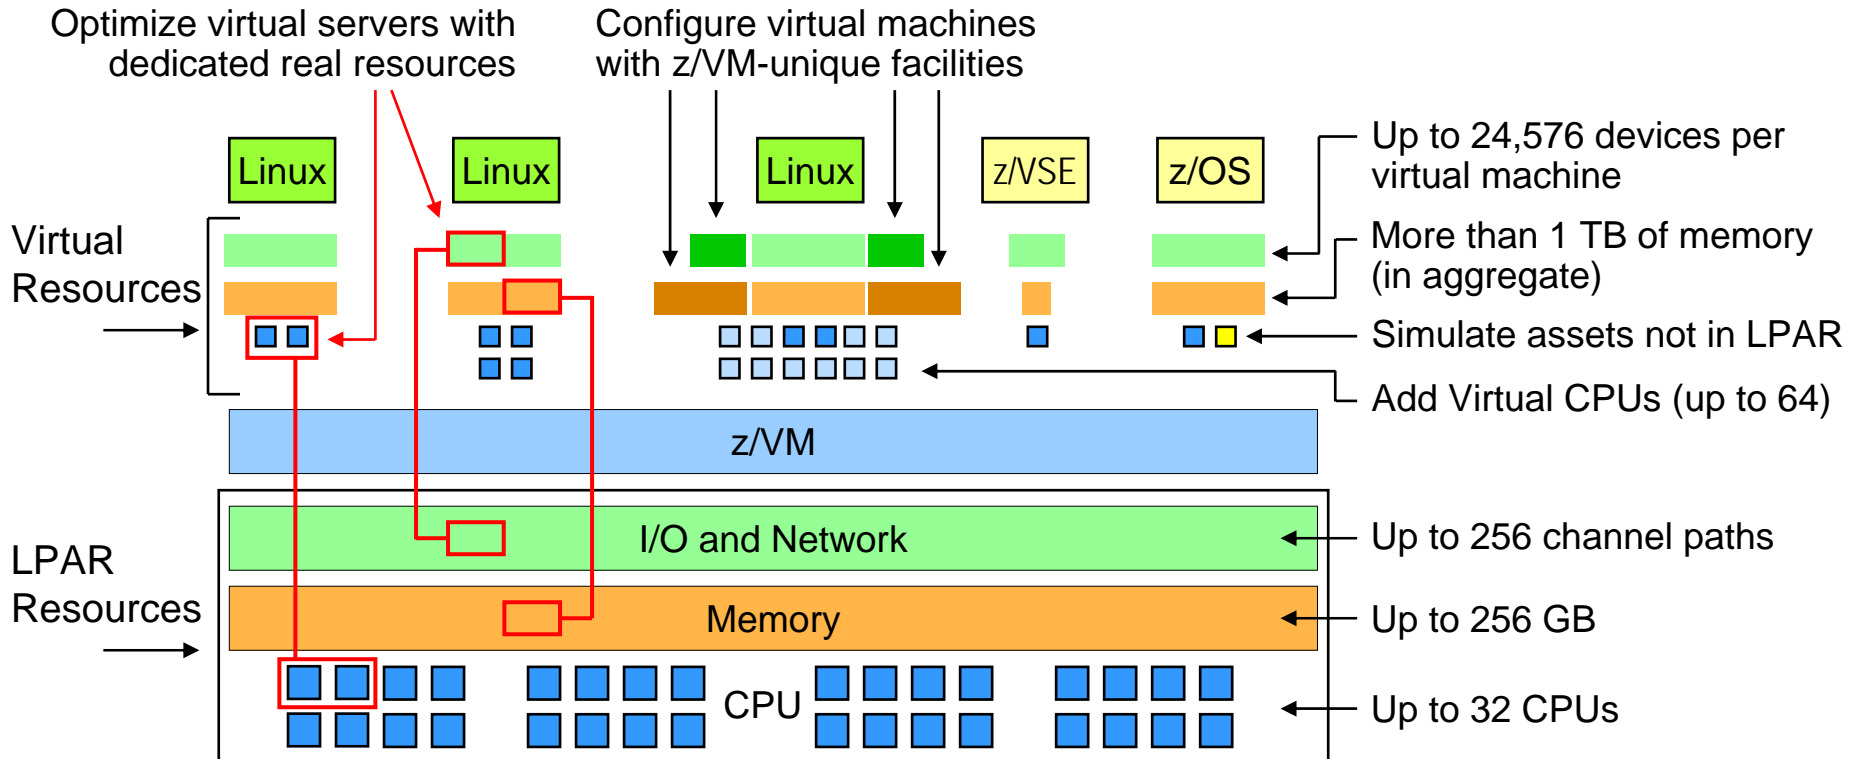 Optimize virtual servers with
dedicated real resources
Configure virtual machines
with z/VM-unique facilities
Linux
Linux
Linux
z/VSE
z/OS
Up to 24,576 devices per
virtual machine
Virtual
Resources
More than 1 TB of memory
(in aggregate)
Simulate assets not in LPAR
Add Virtual CPUs (up to 64)
z/VM
LPAR
Resources
I/O and Network
Up to 256 channel paths
Memory
Up to 256 GB
CPU
Up to 32 CPUs